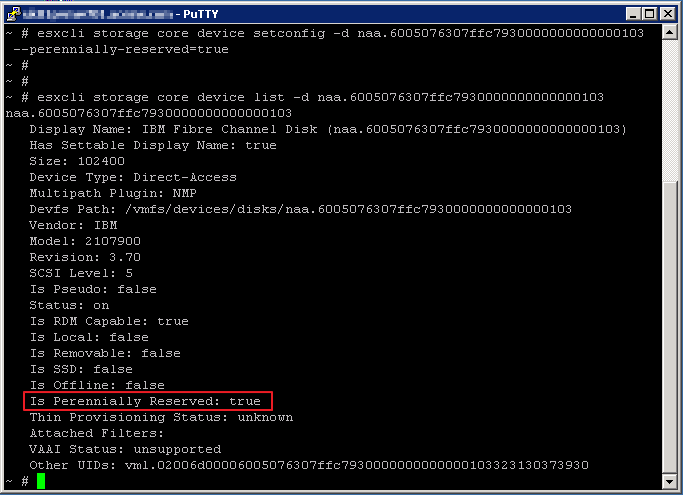 - PuTTY
~ # esxcli storage core device setconfig -d naa.6005076307ffc7930000000000000103
--perennially-reserved=true
~ #
~ #
~ # esxcli storage core device list -d naa.6005076307ffc7930000000000000103
naa.6005076307ffc7930000000000000103
Display Name: IBM Fibre Channel Disk (naa.6005076307ffc7930000000000000103)
Has Settable Display Name: true
Size: 102400
Device Type: Direct-Access
Multipath Plugin: NMP
Devfs Path: /vmfs/devices/disks/naa.6005076307ffc7930000000000000103
Vendor: IBM
Model: 2107900
Revision: 3.70
SCSI Level: 5
Is Pseudo: false
Status: on
Is RDM Capable: true
Is Local: false
Is Removable: false
Is SSD: false
Is Offline: false
Is Perennially Reserved: true
Thin Provisioning Status: unknown
Attached Filters:
VAAI Status: unsupported
Other UIDs: vml.02006d00006005076307ffc7930000000000000103323130373930
~ #